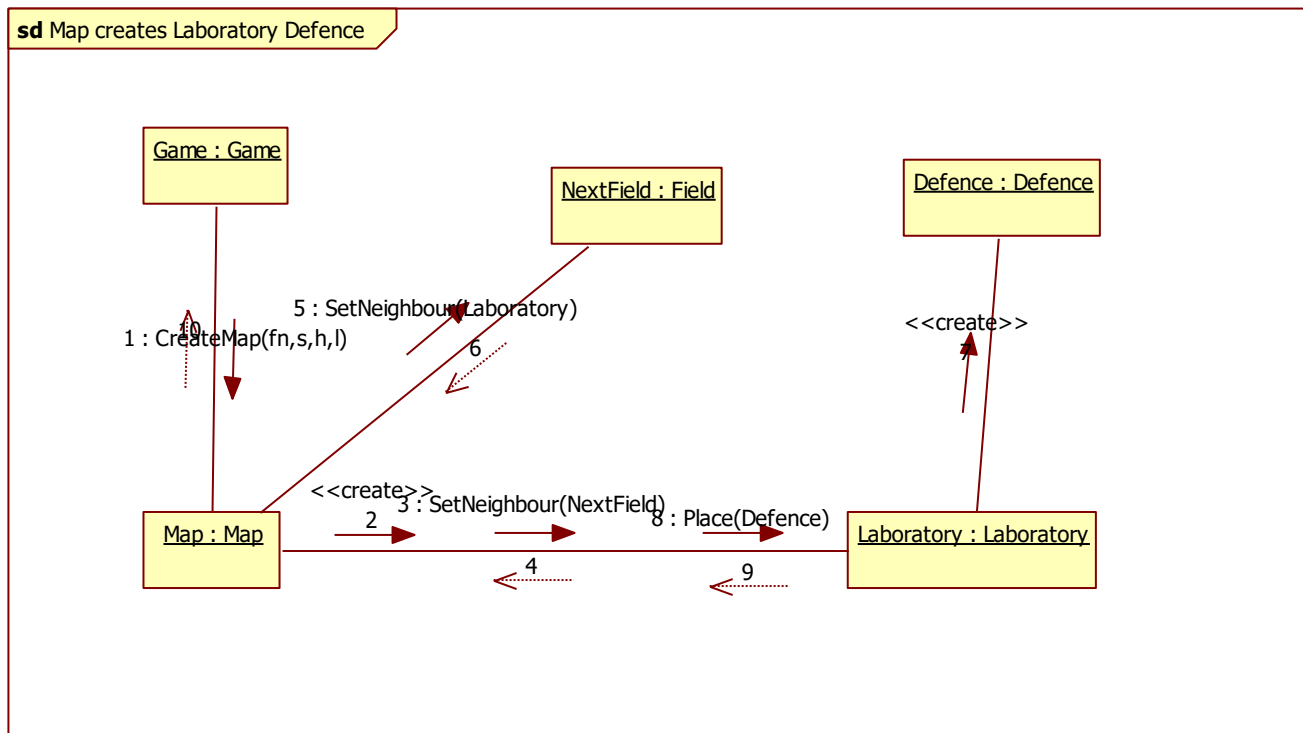 sd Map creates Laboratory Defence
Game : Game
NextField : Field
Defence : Defence
5 : SetNeighbour(Laboratory)
10
1 : CreateMap(fn,s,h,l)
6
<<create>>
7
<<create>>
2
3 : SetNeighbour(NextField)
8 : Place(Defence)
Map : Map
Laboratory : Laboratory
4
9